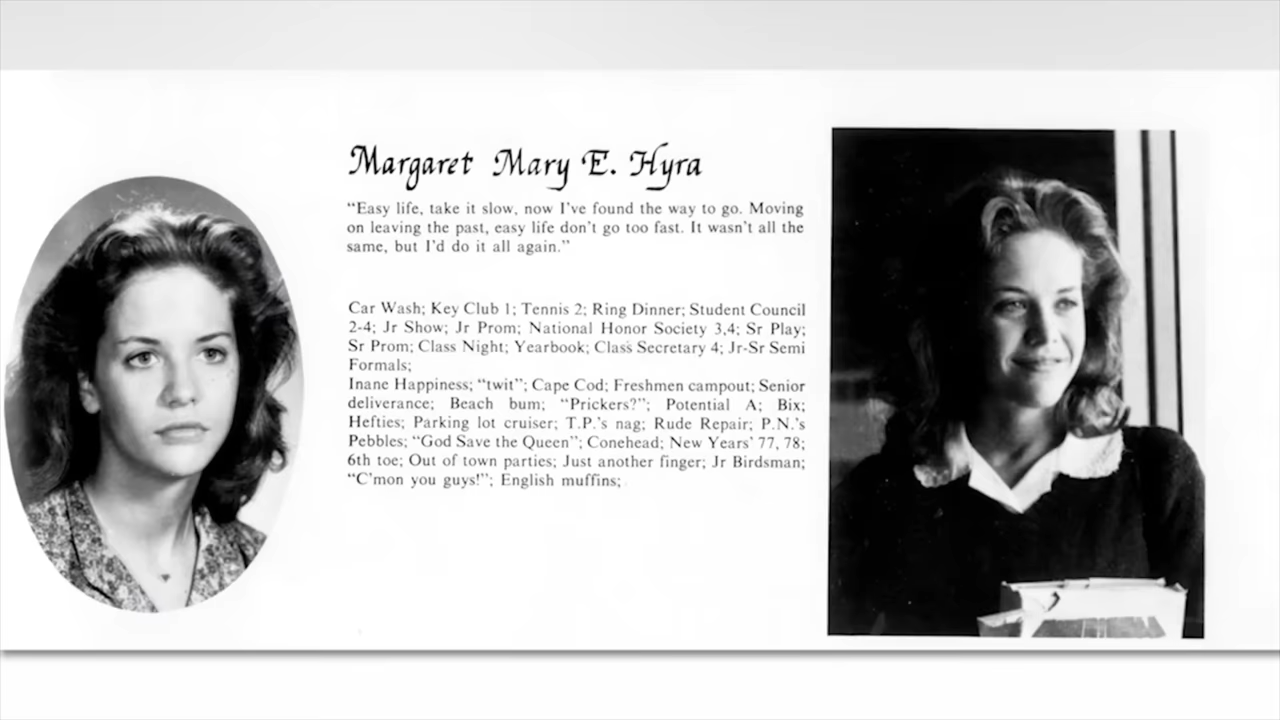 Margaret Mary E. Hyra
"Easy life, take it slow, now I've found the way to go. Moving
on leaving the past, easy life don't go too fast. It wasn't all the
same, but I'd do it all again."
Car Wash; Key Club 1; Tennis 2; Ring Dinner; Student Council
2-4; Jr Show; Jr Prom; National Honor Society 3,4; Sr Play;
Sr Prom; Class Night; Yearbook; Class Secretary 4; Jr-Sr Semi
Formals;
Inane Happiness; "twit"; Cape Cod; Freshmen campout; Senior
deliverance; Beach bum; "Prickers?"; Potential A; Bix;
Hefties; Parking lot cruiser; T.P.'s nag; Rude Repair; P.N.'s
Pebbles; "God Save the Queen"; Conehead; New Years' 77, 78;
6th toe; Out of town parties; Just another finger; Jr Birdsman;
"C'mon you guys!"; English muffins;